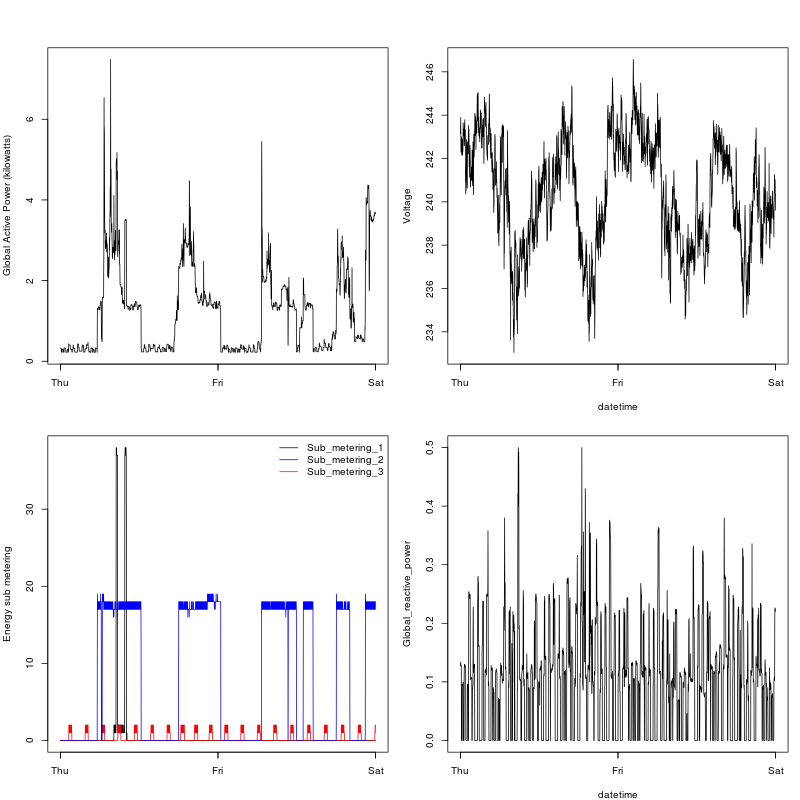 Global Active Power (kilowatts)
0 2 4 6
Thu Fri Sat
Voltage
234 236 238 240 242 244 246
Thu Fri Sat
datetime
Energy sub metering
0 10 20 30
Sub_metering_1
Sub_metering_2
Sub_metering_3
Thu Fri Sat
Global_reactive_power
0.0 0.1 0.2 0.3 0.4 0.5
Thu Fri Sat
datetime